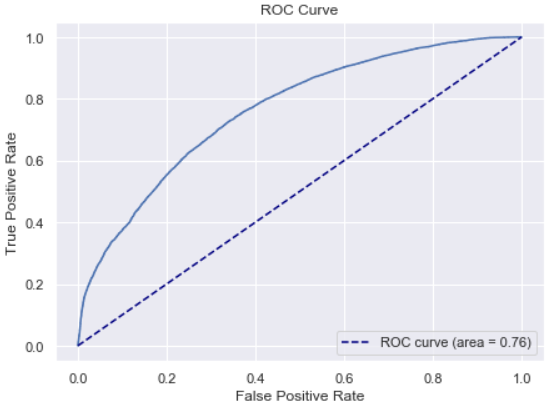 ROC Curve
True Positive Rate
1.0
0.8
0.6
0.4
0.2
0.0
ROC curve (area = 0.76)
0.0 0.2 0.4 0.6 0.8 1.0
False Positive Rate